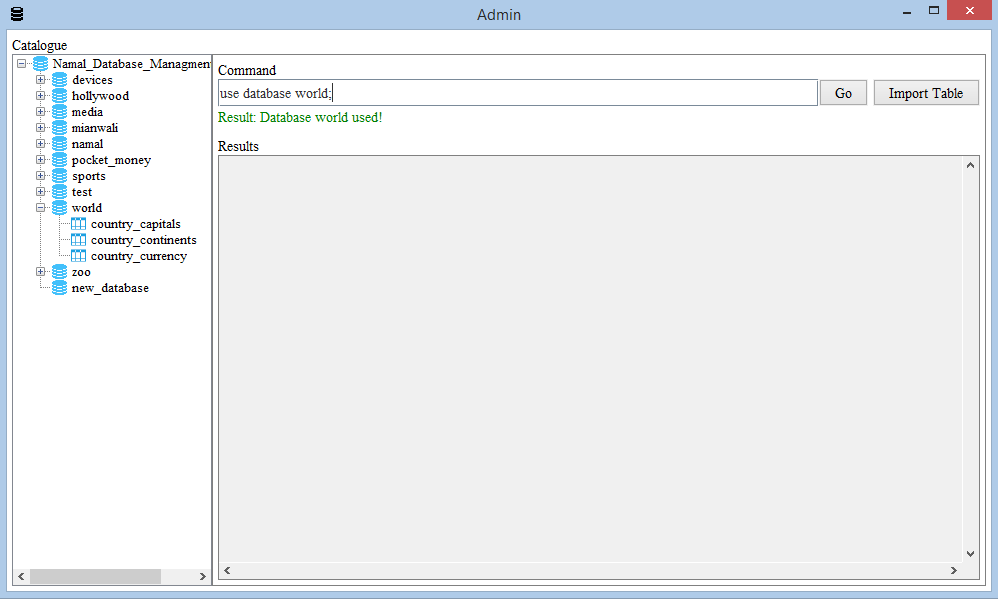 Admin
Catalogue
Namal_Database_Managmen
devices
hollywood
media
mianwali
namal
pocket_money
sports
test
world
country_capitals
country_continents
country_currency
zoo
new_database
Command
use database world;
Go
Import Table
Result: Database world used!
Results